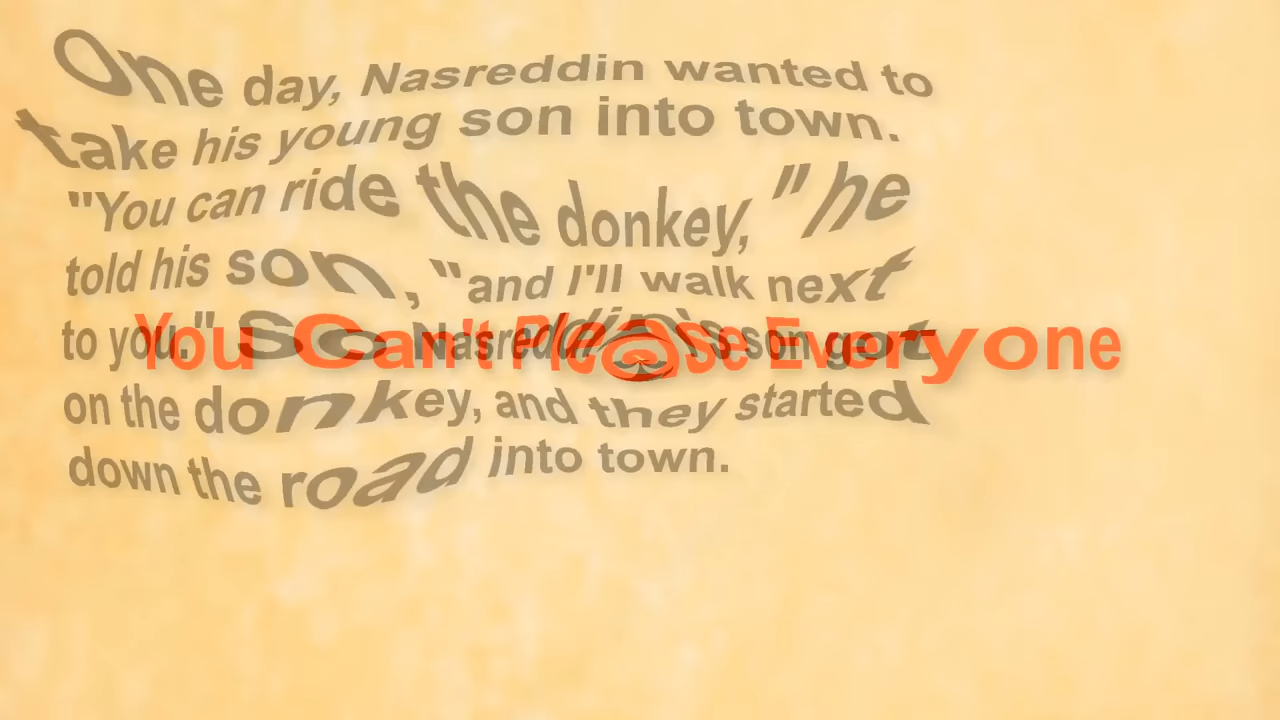 One day, Nasreddin wanted to
take his young son into town.
"You can ride the donkey," he
told his son, "and I'll walk next
to you." So Nasreddin's son got
on the donkey, and they started
down the road into town.
You Can't Please Everyone